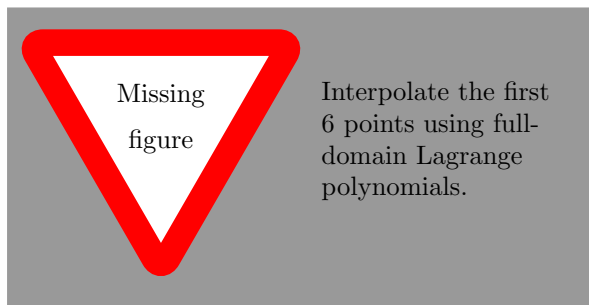 Missing
figure
Interpolate the first
6 points using full-
domain Lagrange
polynomials.